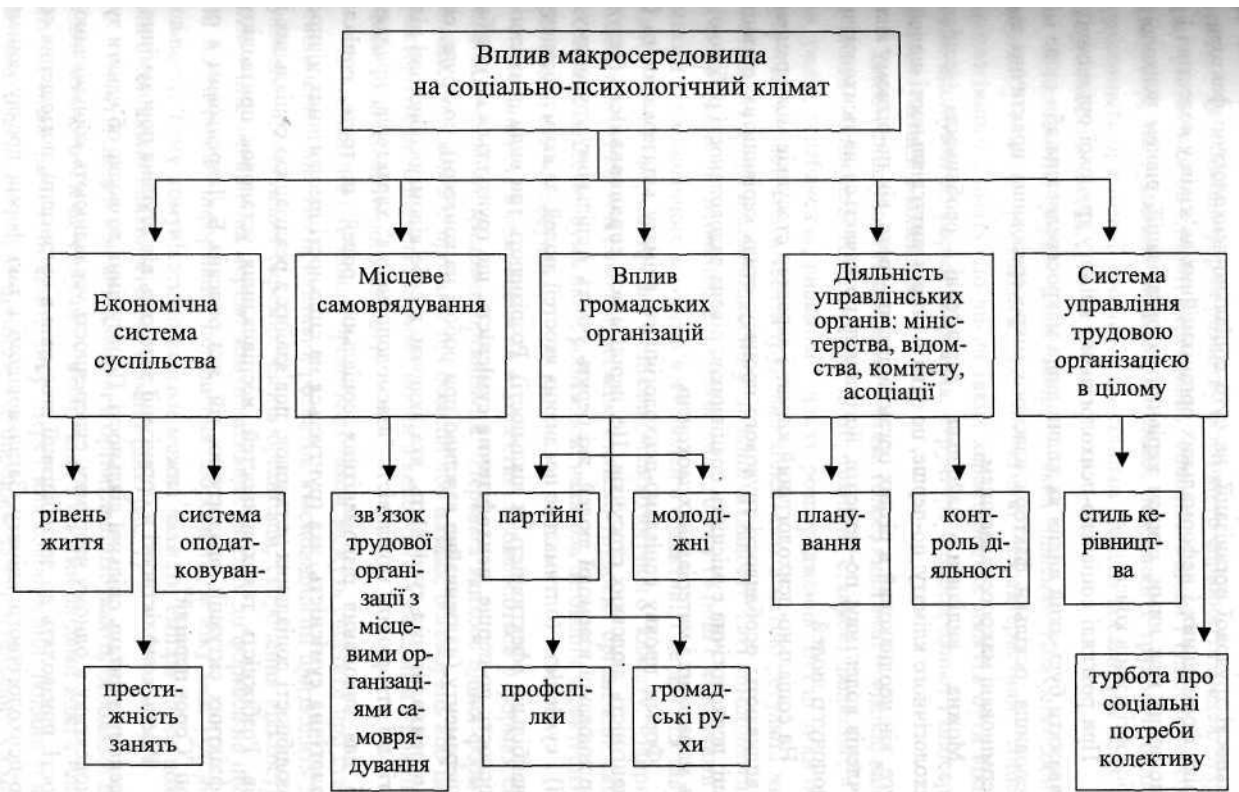 Вплив макросередовища
на соціально-психологічний клімат
Економічна
система
суспільства
Місцеве
самоврядування
Вплив
громадських
організацій
Діяльність
управлінських
органів: мініс-
терства, відом-
ства, комітету,
асоціації
Система
управління
трудовою
організацією
в цілому
рівень
життя
система
оподат-
ковуван-
зв'язок
трудової
органі-
зації з
місце-
вими ор-
ганізаці-
ями са-
мовря-
дування
партійні
молоді-
жні
плану-
вання
конт-
роль ді-
яльності
стиль ке-
рівницт-
ва
прести-
жність
занять
профспі-
лки
громад-
ські ру-
хи
турбота про
соціальні
потреби
колективу